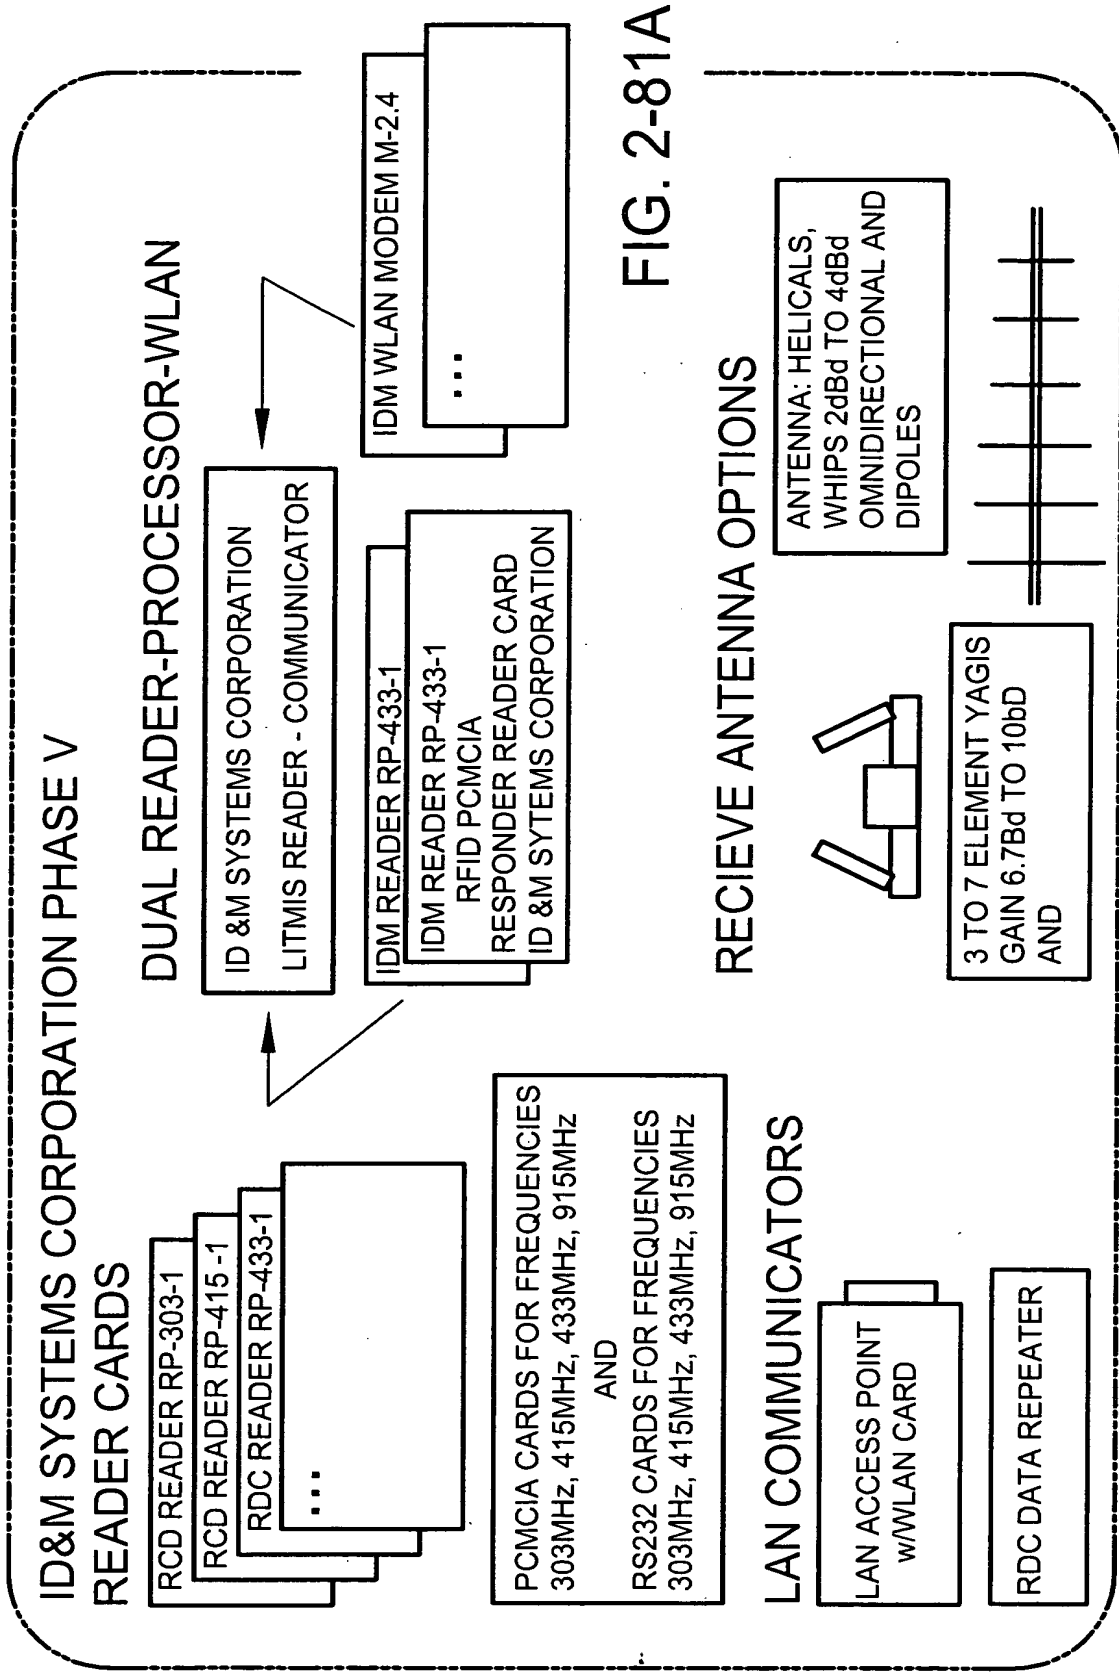 ID&M SYSTEMS CORPORATION PHASE V
READER CARDS
RCD READER RP-303-1
RCD READER RP-415 -1
RDC READER RP-433-1
...
PCMCIA CARDS FOR FREQUENCIES
303MHz, 415MHz, 433MHz, 915MHz
AND
RS232 CARDS FOR FREQUENCIES
303MHz, 415MHz, 433MHz, 915MHz
LAN COMMUNICATORS
LAN ACCESS POINT
w/WLAN CARD
RDC DATA REPEATER
DUAL READER-PROCESSOR-WLAN
ID &M SYSTEMS CORPORATION
LITMIS READER - COMMUNICATOR
IDM READER RP-433-1
IDM READER RP-433-1
RFID PCMCIA
RESPONDER READER CARD
ID &M SYTEMS CORPORATION
IDM WLAN MODEM M-2.4
...
RECIEVE ANTENNA OPTIONS
3 TO 7 ELEMENT YAGIS
GAIN 6.7Bd TO 10bD
AND
ANTENNA: HELICALS,
WHIPS 2dBd TO 4dBd
OMNIDIRECTIONAL AND
DIPOLES
FIG. 2-81A